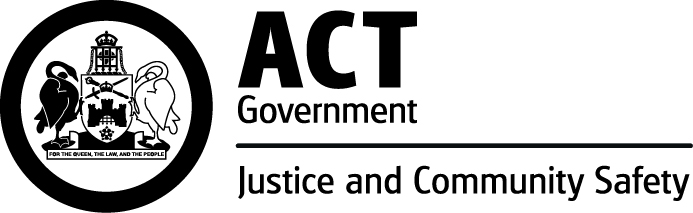 ACT
Government
Justice and Community Safety
FOR THE QUEEN, THE LAW, AND THE PEOPLE